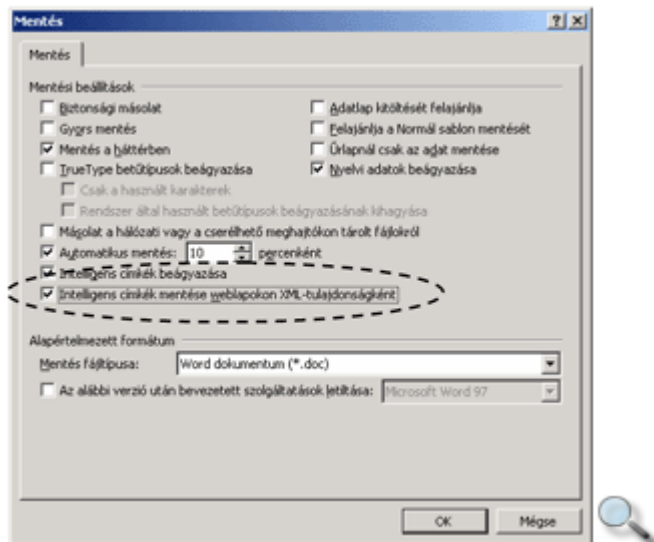 Mentés
Mentés
Mentési beállítások
Biztonsági másolat
Adatlap kitöltését felajánlja
Gyors mentés
Felajánlja a Normál sablon mentését
Mentés a háttérben
Űrlapnál csak az adat mentése
TrueType betűtípusok beágyazása
Nyelvi adatok beágyazása
Csak a használt karakterek
Rendszer által használt betűtípusok beágyazásának kihagyása
Másolat a hálózati vagy a cserélhető meghajtókon tárolt fájlokról
Automatikus mentés: 10 percenként
Intelligens címkék beágyazása
Intelligens címkék mentése weblapokon XML-tulajdonságként
Alapértelmezett formátum
Mentés fájltípusa: Word dokumentum (*.doc)
Az alábbi verzió után bevezetett szolgáltatások letiltása: Microsoft Word 97
OK Mégse